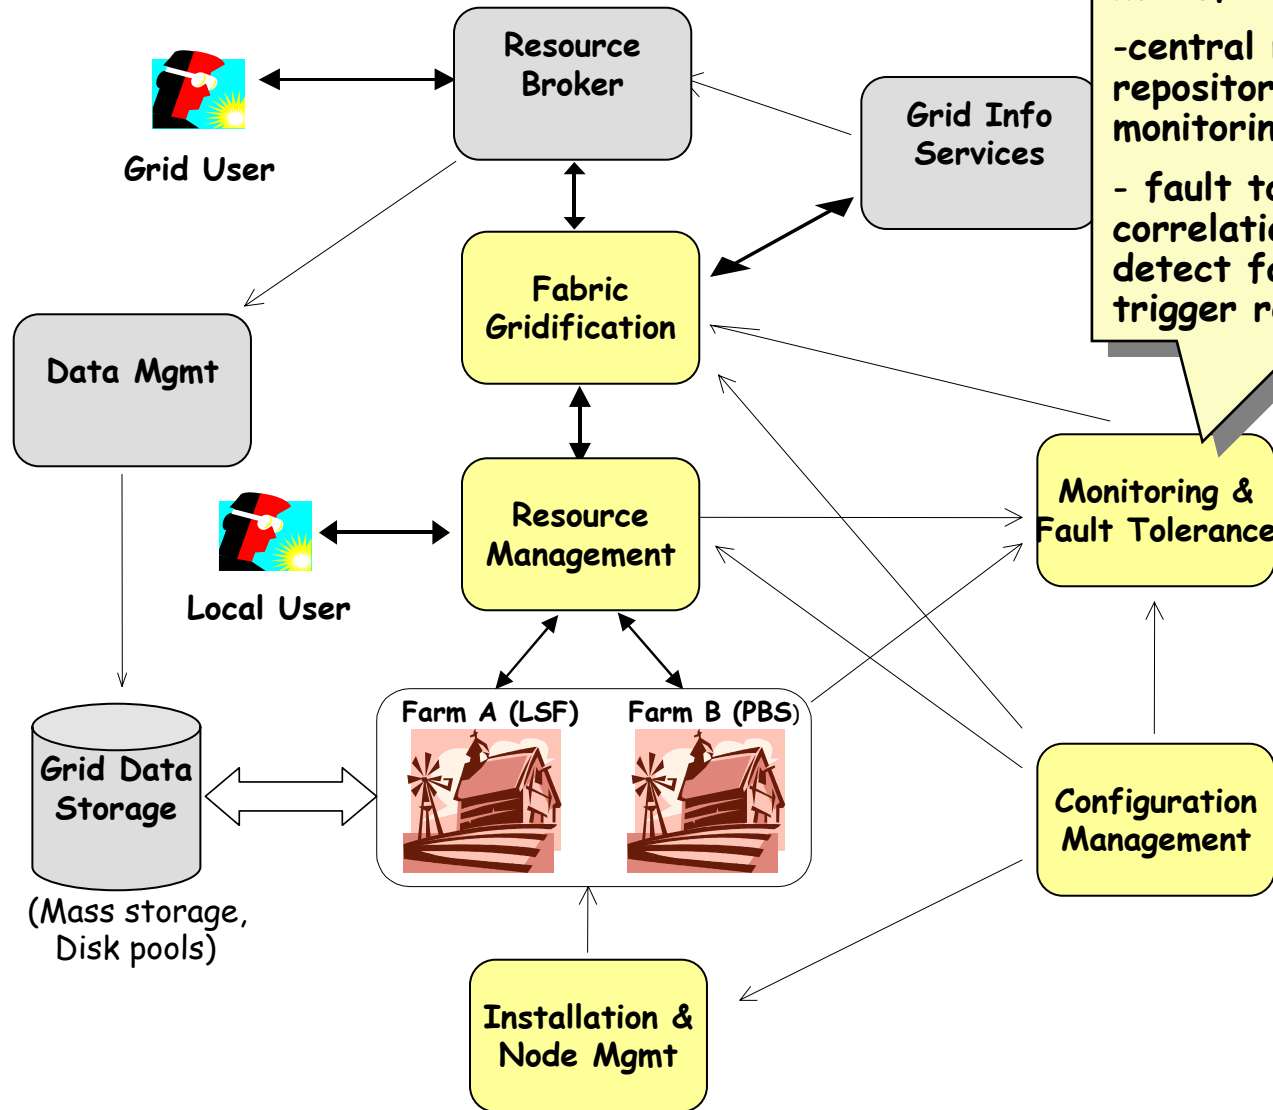 Resource
Broker
Grid User
Grid Info
Services
-central
repositor
monitorin
- fault
correlatio
detect
trigger
Fabric
Gridification
Data Mgmt
Resource
Management
Local User
Monitoring &
Fault Tolerance
Farm A (LSF)
Farm B (PBS)
Grid Data
Storage
(Mass storage,
Disk pools)
Configuration
Management
Installation &
Node Mgmt